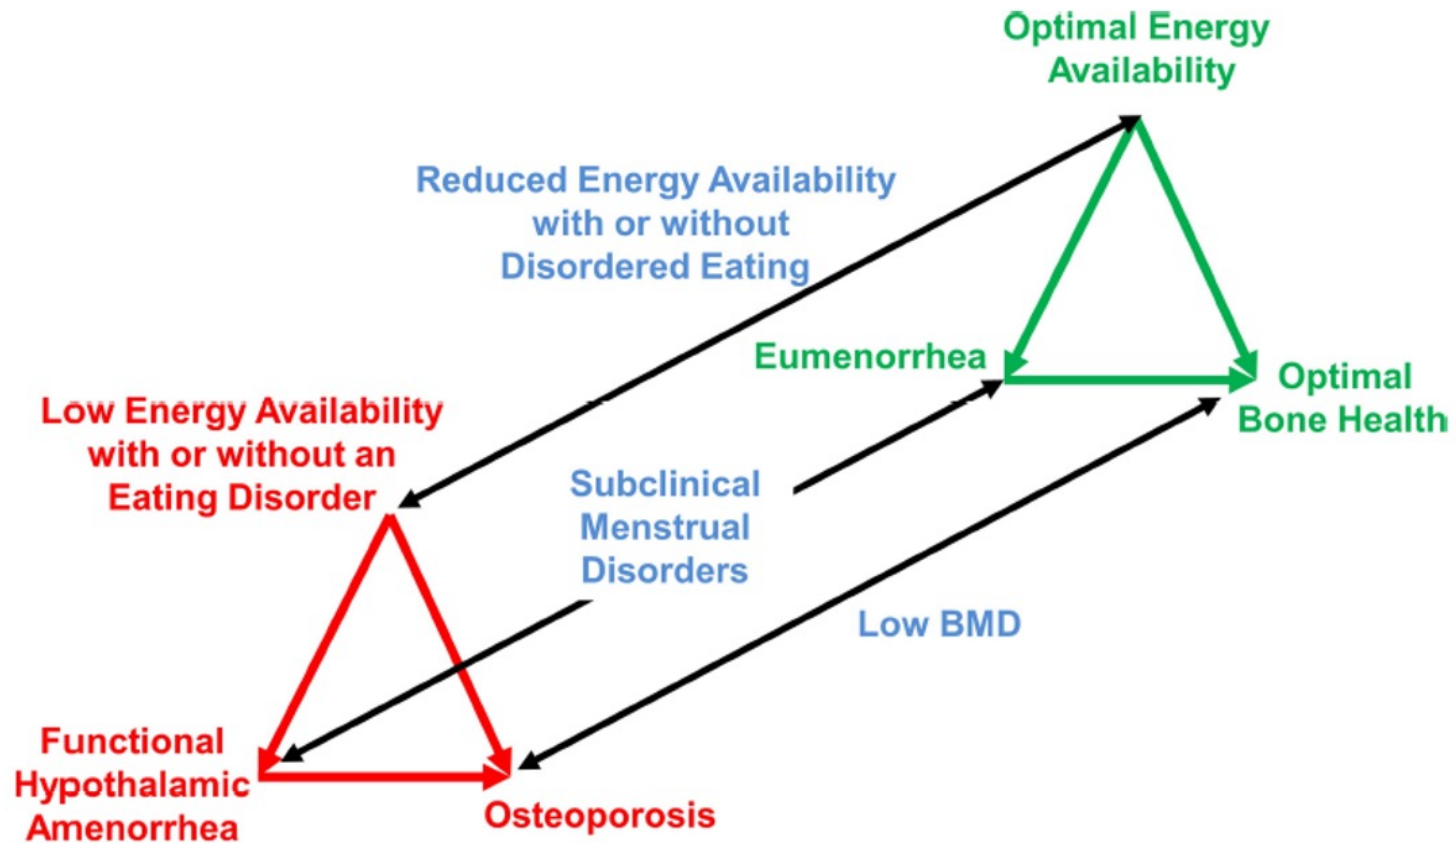 Optimal Energy
Availability
Reduced Energy Availability
with or without
Disordered Eating
Eumenorrhea
Optimal
Bone Health
Low Energy Availability
with or without an
Eating Disorder
Subclinical
Menstrual
Disorders
Low BMD
Functional
Hypothalamic
Amenorrhea
Osteoporosis